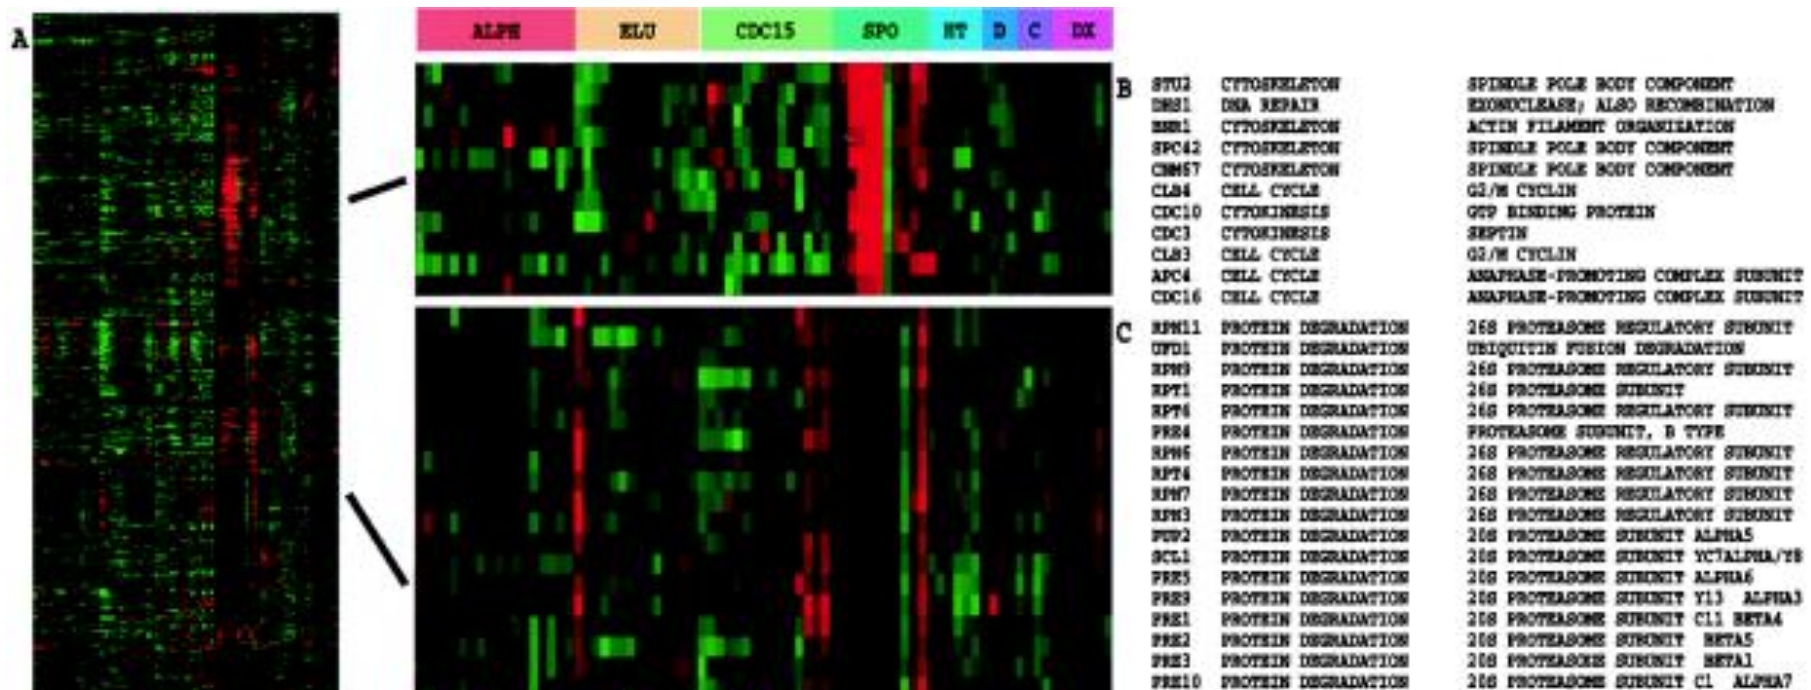 A
ALPH ELU CDC15 SPO HT D C DX
B
STU2 CYTOSKELETON SPINDLE POLE BODY COMPONENT
DHS1 DNA REPAIR EXONUCLEASE; ALSO RECOMBINATION
BNR1 CYTOSKELETON ACTIN FILAMENT ORGANIZATION
SPC42 CYTOSKELETON SPINDLE POLE BODY COMPONENT
CNM67 CYTOSKELETON SPINDLE POLE BODY COMPONENT
CLB4 CELL CYCLE G2/M CYCLIN
CDC10 CYTOKINESIS GTP BINDING PROTEIN
CDC3 CYTOKINESIS SEPTIN
CLB3 CELL CYCLE G2/M CYCLIN
APC4 CELL CYCLE ANAPHASE-PROMOTING COMPLEX SUBUNIT
CDC16 CELL CYCLE ANAPHASE-PROMOTING COMPLEX SUBUNIT
C
RPN11 PROTEIN DEGRADATION 26S PROTEASOME REGULATORY SUBUNIT
UFD1 PROTEIN DEGRADATION UBIQUITIN FUSION DEGRADATION
RPN9 PROTEIN DEGRADATION 26S PROTEASOME REGULATORY SUBUNIT
RPT1 PROTEIN DEGRADATION 26S PROTEASOME SUBUNIT
RPT6 PROTEIN DEGRADATION 26S PROTEASOME REGULATORY SUBUNIT
PRE4 PROTEIN DEGRADATION PROTEASOME SUBUNIT, B TYPE
RPN6 PROTEIN DEGRADATION 26S PROTEASOME REGULATORY SUBUNIT
RPT4 PROTEIN DEGRADATION 26S PROTEASOME REGULATORY SUBUNIT
RPN7 PROTEIN DEGRADATION 26S PROTEASOME REGULATORY SUBUNIT
RPN3 PROTEIN DEGRADATION 26S PROTEASOME REGULATORY SUBUNIT
PUP2 PROTEIN DEGRADATION 20S PROTEASOME SUBUNIT ALPHA5
SCL1 PROTEIN DEGRADATION 20S PROTEASOME SUBUNIT YC7ALPHA/Y8
PRE5 PROTEIN DEGRADATION 20S PROTEASOME SUBUNIT ALPHA6
PRE9 PROTEIN DEGRADATION 20S PROTEASOME SUBUNIT Y13 ALPHA3
PRE1 PROTEIN DEGRADATION 20S PROTEASOME SUBUNIT C11 BETA4
PRE2 PROTEIN DEGRADATION 20S PROTEASOME SUBUNIT BETA5
PRE3 PROTEIN DEGRADATION 20S PROTEASOME SUBUNIT BETA1
PRE10 PROTEIN DEGRADATION 20S PROTEASOME SUBUNIT C1 ALPHA7